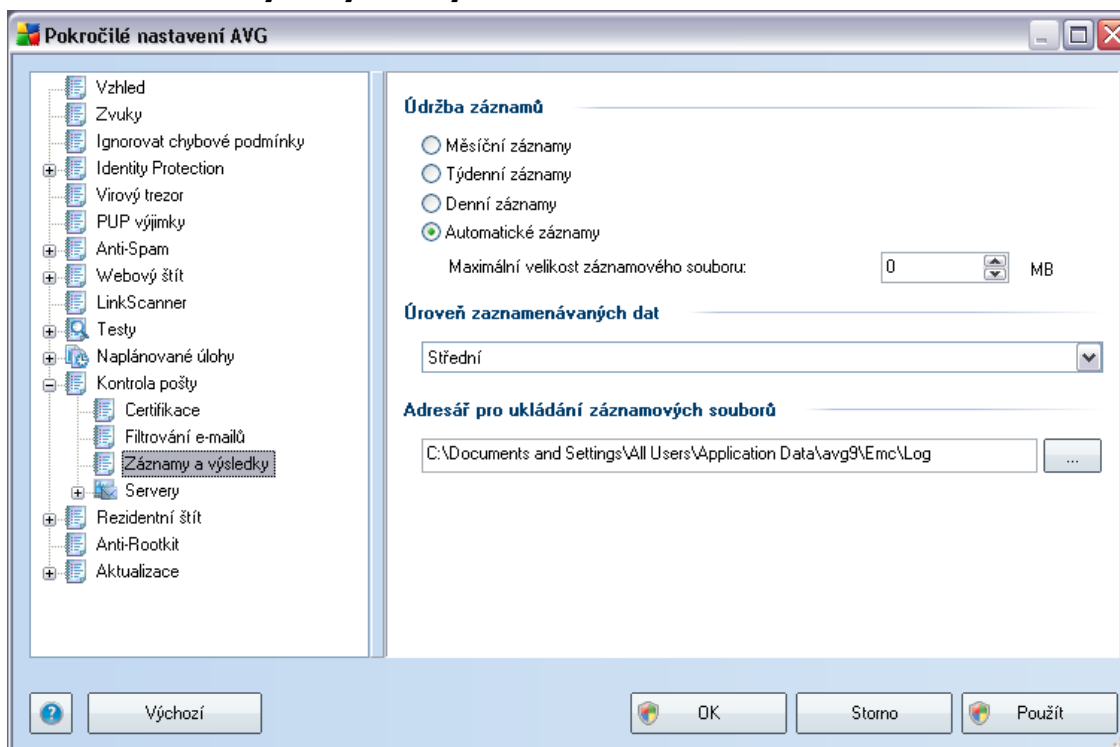 Pokročilé nastavení AVG
Vzhled
Zvuky
Ignorovat chybové podmínky
Identity Protection
Virový trezor
PUP výjimky
Anti-Spam
Webový štít
LinkScanner
Testy
Naplánované úlohy
Kontrola pošty
Certifikace
Filtrování e-mailů
Záznamy a výsledky
Servery
Rezidentní štít
Anti-Rootkit
Aktualizace
Údržba záznamů
Měsíční záznamy
Týdenní záznamy
Denní záznamy
Automatické záznamy
Maximální velikost záznamového souboru: 0 MB
Úroveň zaznamenávaných dat
Střední
Adresář pro ukládání záznamových souborů
C:\Documents and Settings\All Users\Application Data\avg9\Emc\Log ...
? Výchozí OK Storno Použít